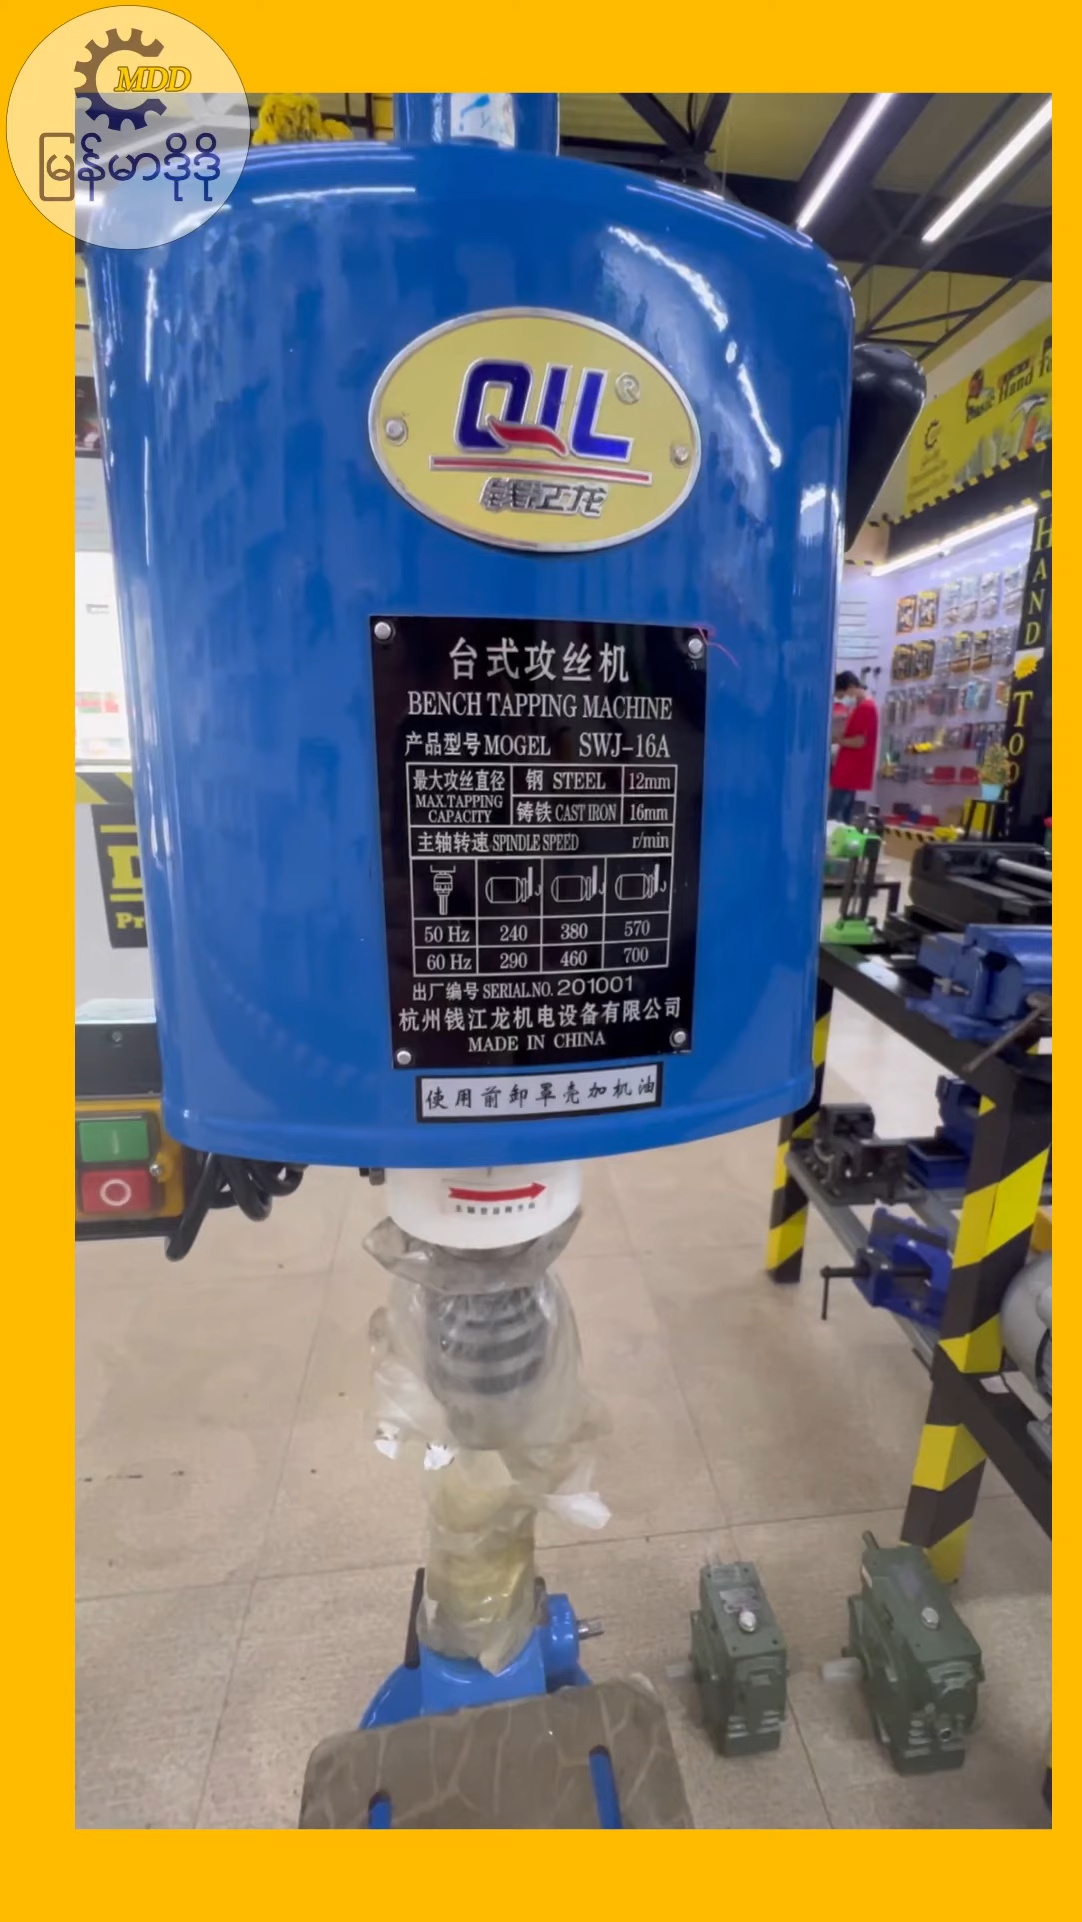 MDD
မြန်မာဒိုဒို
QJL®
钱江龙
台式攻丝机
BENCH TAPPING MACHINE
产品型号 MOGEL SWJ-16A
最大攻丝直径 MAX.TAPPING CAPACITY 钢 STEEL 12mm
铸铁 CAST IRON 16mm
主轴转速 SPINDLE SPEED r/min
50 Hz 240 380 570
60 Hz 290 460 700
出厂编号 SERIAL.NO. 201001
杭州钱江龙机电设备有限公司
MADE IN CHINA
使用前卸罩壳加机油
HAND
Hand